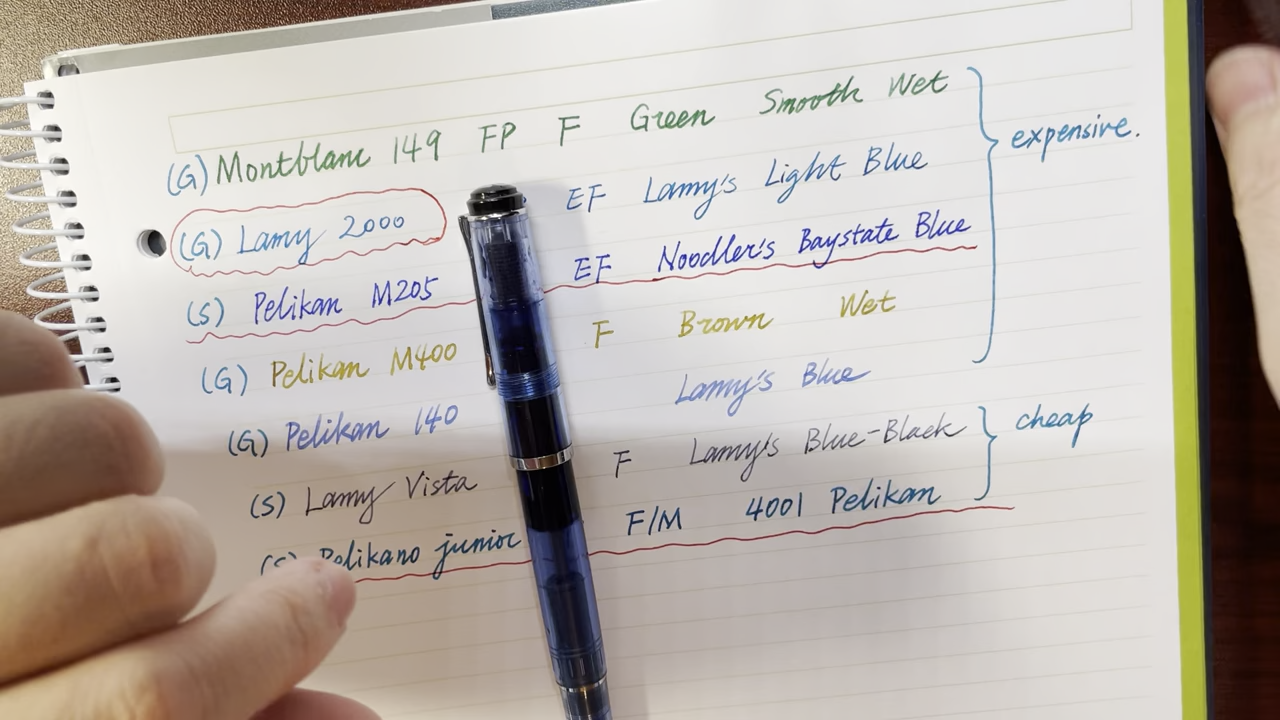 (G) Montblanc 149 FP F Green Smooth Wet
(G) Lamy 2000 EF Lamy's Light Blue
(S) Pelikan M205 EF Noodler's Baystate Blue
(G) Pelikan M400 F Brown Wet
(G) Pelikan 140 Lamy's Blue
(S) Lamy Vista F Lamy's Blue-Black
(S) Pelikano junior F/M 4001 Pelikan
expensive.
cheap